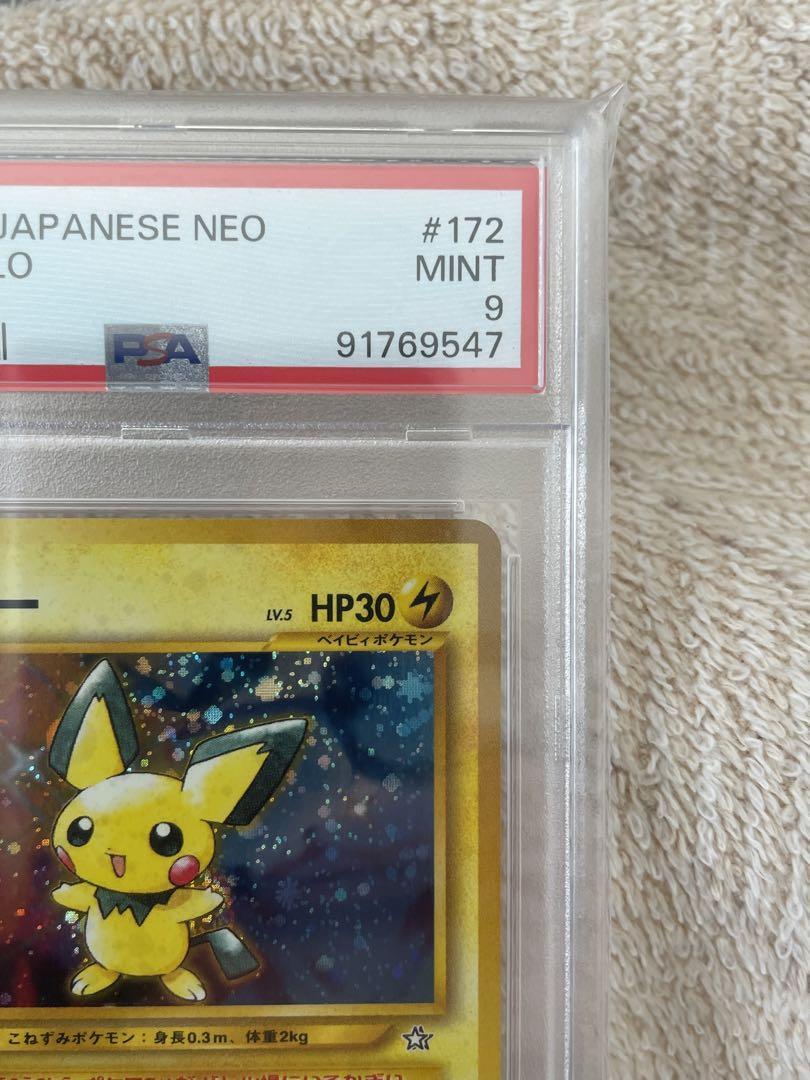 JAPANESE NEO #172
LO MINT
9
PSA 91769547
ー LV.5 HP30
ベイビィポケモン
こねずみポケモン：身長0.3m、体重2kg